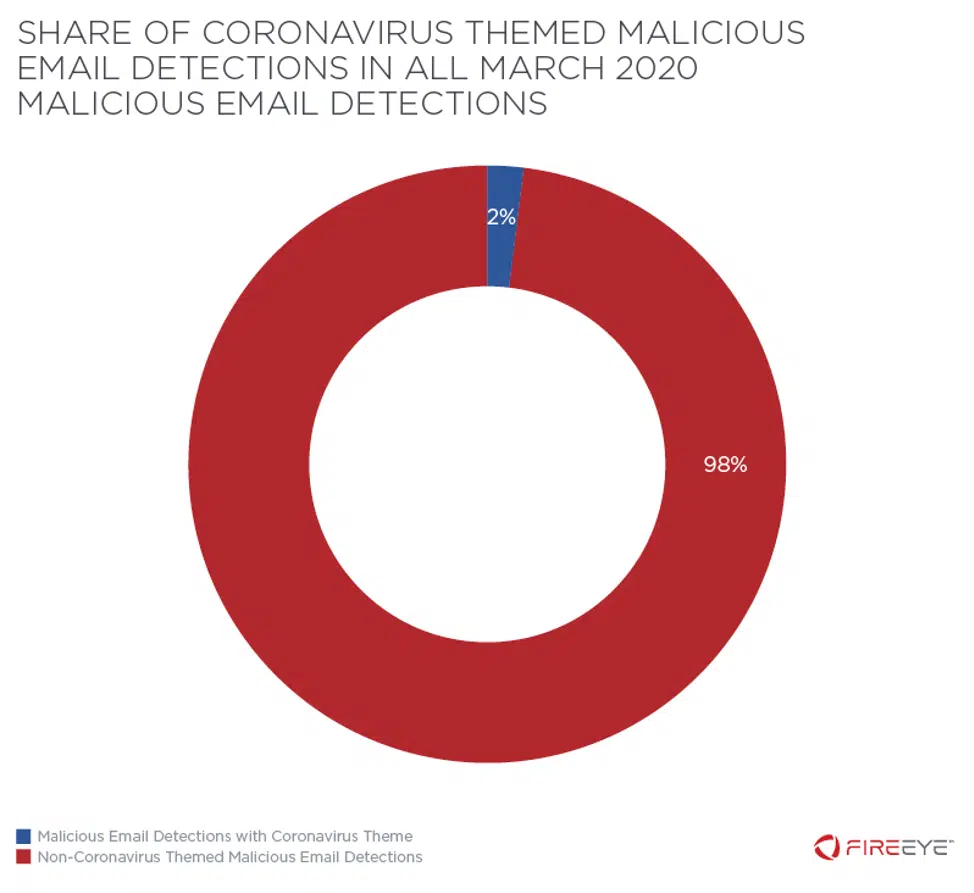 SHARE OF CORONAVIRUS THEMED MALICIOUS
EMAIL DETECTIONS IN ALL MARCH 2020
MALICIOUS EMAIL DETECTIONS
2%
98%
Malicious Email Detections with Coronavirus Theme
Non-Coronavirus Themed Malicious Email Detections
FIREEYE™